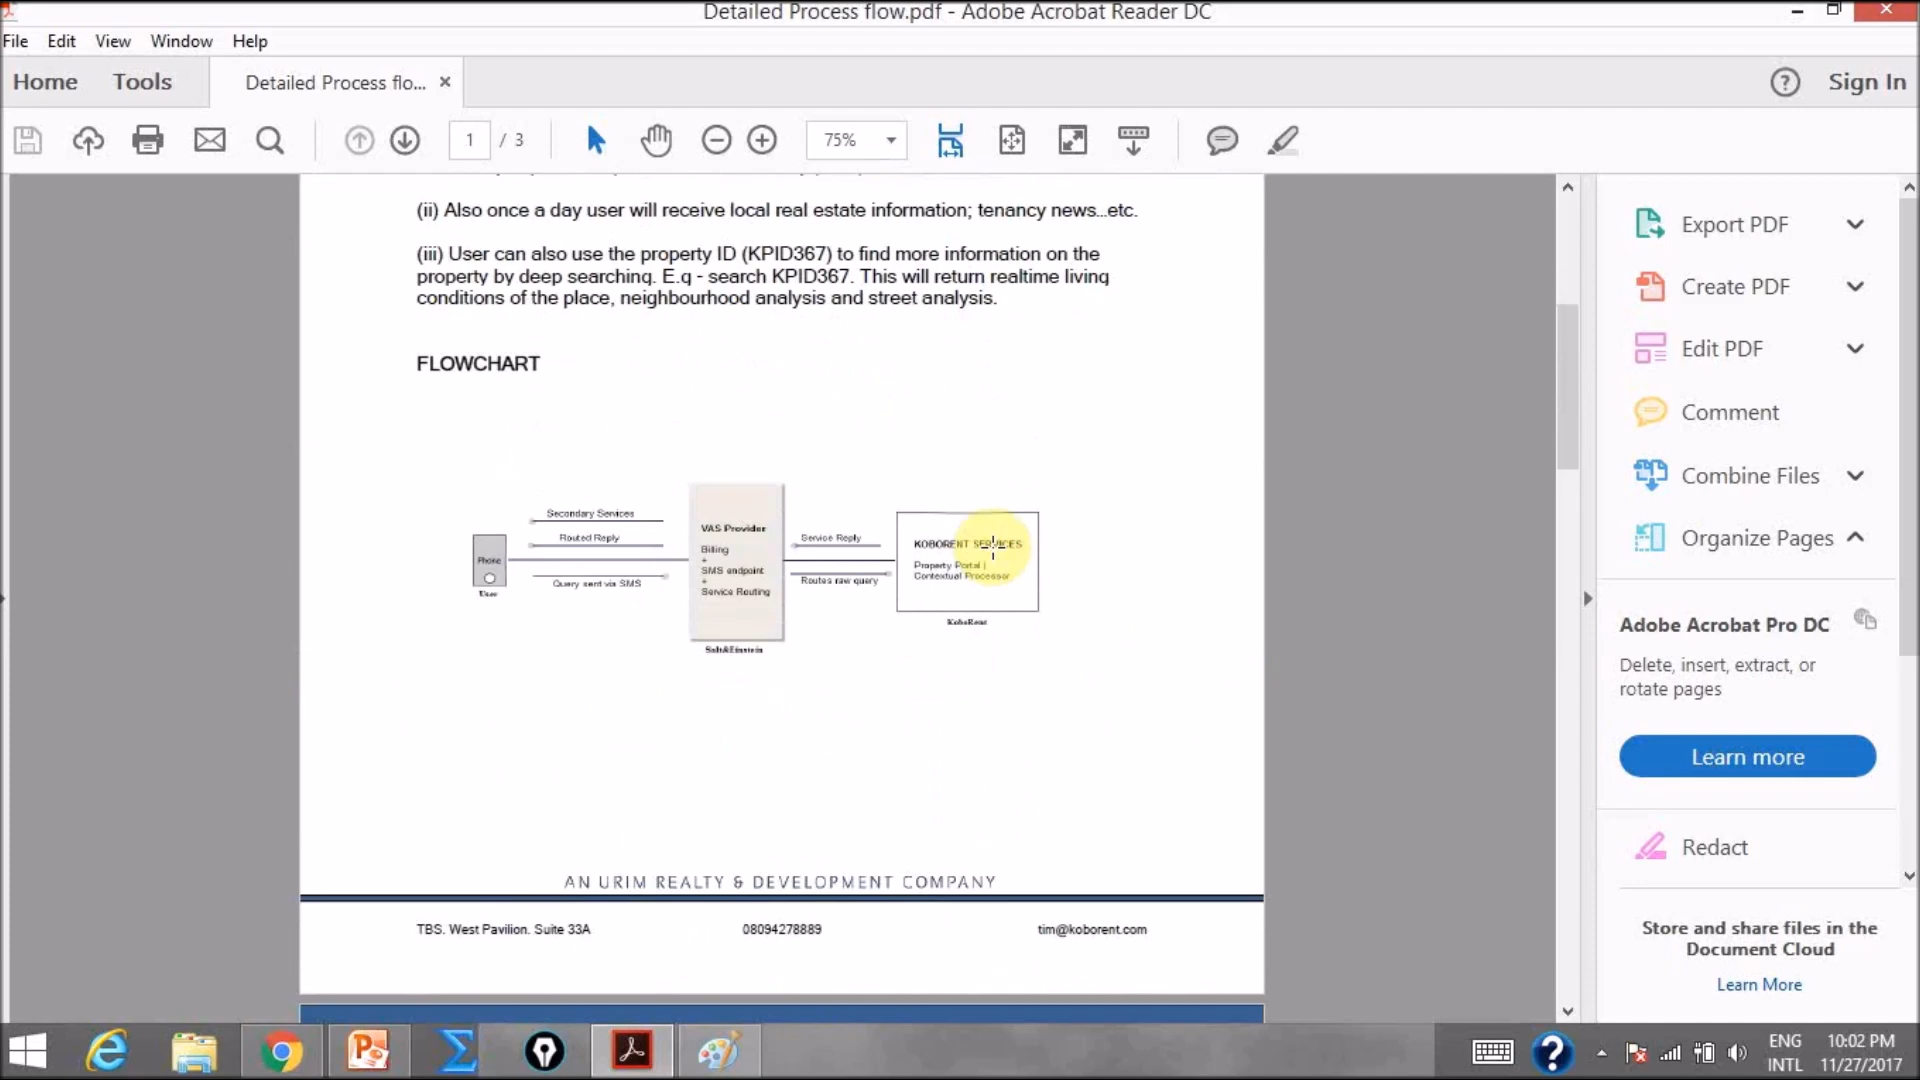 Detailed Process flow.pdf - Adobe Acrobat Reader DC
File Edit View Window Help
Home Tools Detailed Process flo... Sign In
1 / 3 75%
(ii) Also once a day user will receive local real estate information; tenancy news...etc.
(iii) User can also use the property ID (KPID367) to find more information on the
property by deep searching. E.g - search KPID367. This will return realtime living
conditions of the place, neighbourhood analysis and street analysis.
FLOWCHART
Phone
User
Secondary Services
Routed Reply
Query sent via SMS
VAS Provider
Billing
+
SMS endpoint
+
Service Routing
Salt&Einstein
Service Reply
Routes raw query
KOBORENT SERVICES
Property Portal |
Contextual Processor
KoboRent
AN URIM REALTY & DEVELOPMENT COMPANY
TBS. West Pavilion. Suite 33A 08094278889 tim@koborent.com
Export PDF
Create PDF
Edit PDF
Comment
Combine Files
Organize Pages
Adobe Acrobat Pro DC
Delete, insert, extract, or
rotate pages
Learn more
Redact
Store and share files in the
Document Cloud
Learn More
ENG 10:02 PM
INTL 11/27/2017